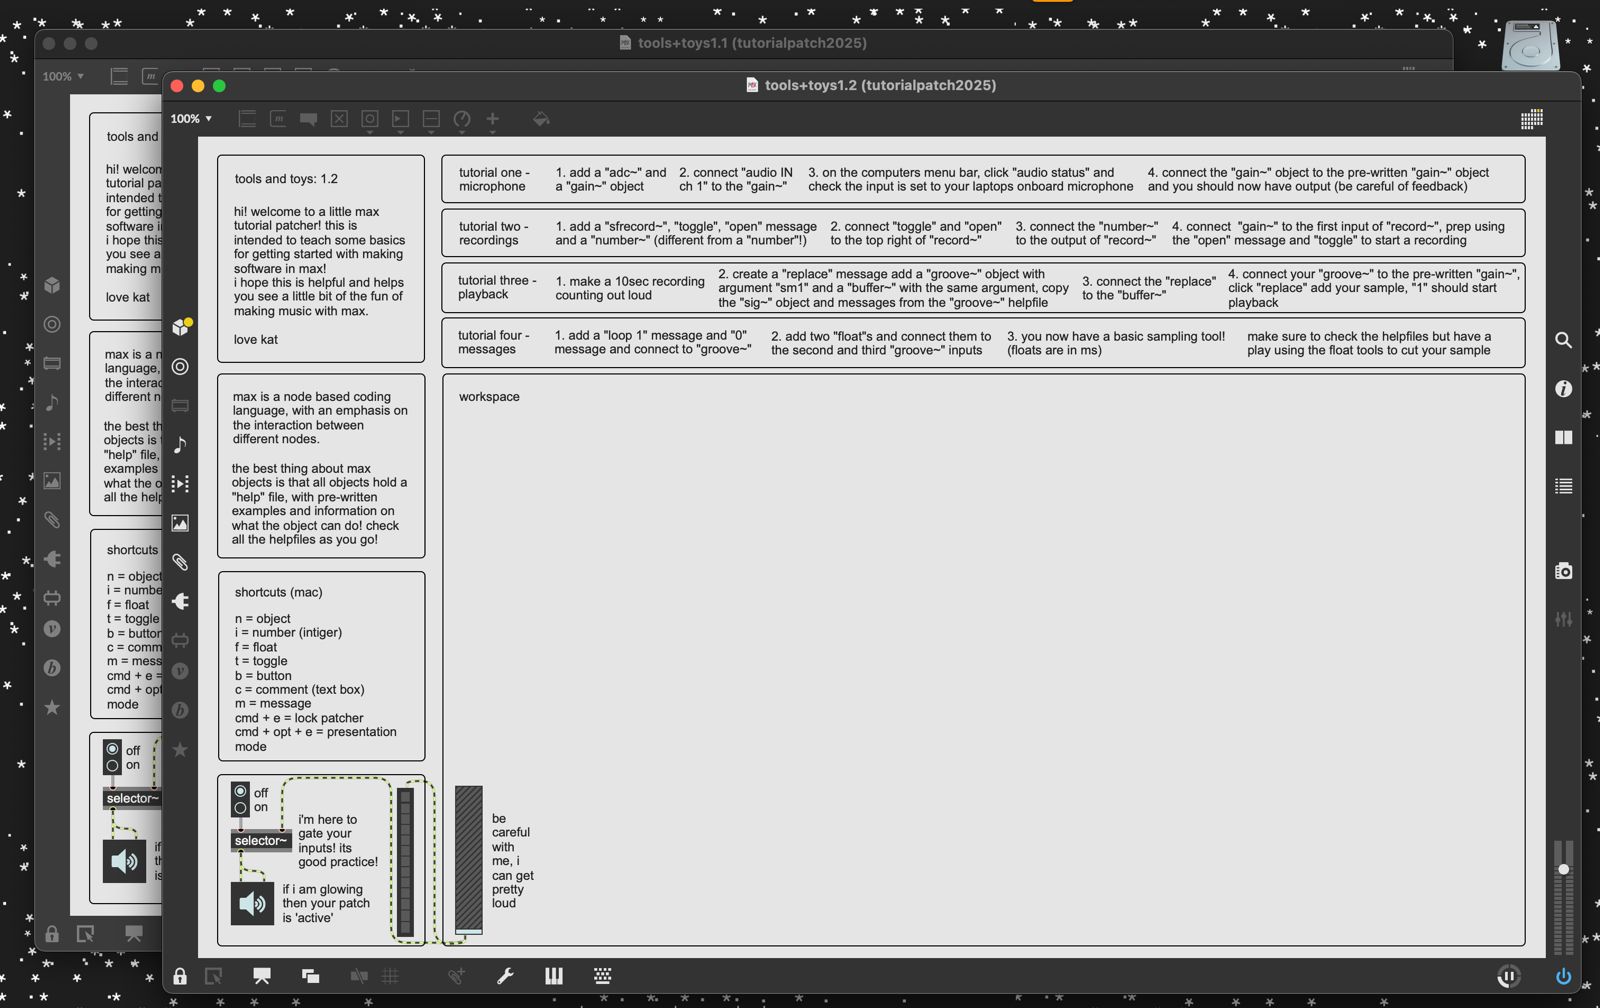 tools+toys1.1 (tutorialpatch2025)
100%
m
tools and
hi! welcom
tutorial pa
intended t
for getting
software i
i hope this
you see a
making m
love kat
max is a n
language,
the interac
different n
the best th
objects is
"help" file,
examples
what the o
all the help
shortcuts
n = object
i = numbe
f = float
t = toggle
b = button
c = comm
m = mess
cmd + e =
cmd + opt
mode
off
on
selector~
if
th
is
tools+toys1.2 (tutorialpatch2025)
100%
m
tools and toys: 1.2
hi! welcome to a little max
tutorial patcher! this is
intended to teach some basics
for getting started with making
software in max!
i hope this is helpful and helps
you see a little bit of the fun of
making music with max.
love kat
max is a node based coding
language, with an emphasis on
the interaction between
different nodes.
the best thing about max
objects is that all objects hold a
"help" file, with pre-written
examples and information on
what the object can do! check
all the helpfiles as you go!
shortcuts (mac)
n = object
i = number (intiger)
f = float
t = toggle
b = button
c = comment (text box)
m = message
cmd + e = lock patcher
cmd + opt + e = presentation
mode
off
on
selector~
i'm here to
gate your
inputs! its
good practice!
if i am glowing
then your patch
is 'active'
tutorial one -
microphone
1. add a "adc~" and
a "gain~" object
2. connect "audio IN
ch 1" to the "gain~"
3. on the computers menu bar, click "audio status" and
check the input is set to your laptops onboard microphone
4. connect the "gain~" object to the pre-written "gain~" object
and you should now have output (be careful of feedback)
tutorial two -
recordings
1. add a "sfrecord~", "toggle", "open" message
and a "number~" (different from a "number"!)
2. connect "toggle" and "open"
to the top right of "record~"
3. connect the "number~"
to the output of "record~"
4. connect  "gain~" to the first input of "record~", prep using
the "open" message and "toggle" to start a recording
tutorial three -
playback
1. make a 10sec recording
counting out loud
2. create a "replace" message add a "groove~" object with
argument "sm1" and a "buffer~" with the same argument, copy
the "sig~" object and messages from the "groove~" helpfile
3. connect the "replace"
to the "buffer~"
4. connect your "groove~" to the pre-written "gain~",
click "replace" add your sample, "1" should start
playback
tutorial four -
messages
1. add a "loop 1" message and "0"
message and connect to "groove~"
2. add two "float"s and connect them to
the second and third "groove~" inputs
3. you now have a basic sampling tool!
(floats are in ms)
make sure to check the helpfiles but have a
play using the float tools to cut your sample
workspace
be
careful
with
me, i
can get
pretty
loud